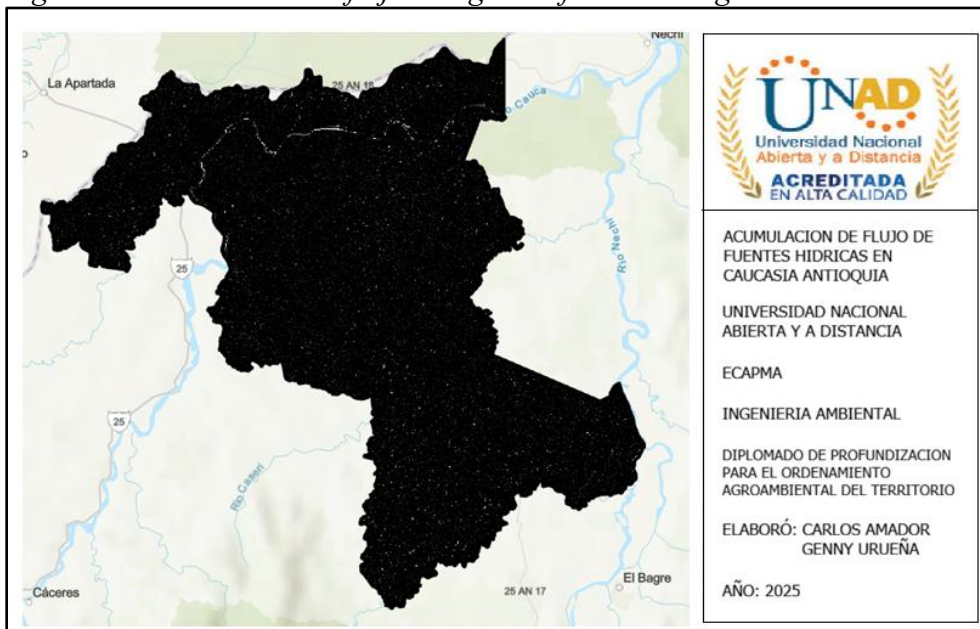 Nechí
La Apartada
25 AN 18
Cauca
25
Río Nechí
25
Río Caserí
Cáceres
25 AN 17
El Bagre
UNAD
Universidad Nacional
Abierta y a Distancia
ACREDITADA
EN ALTA CALIDAD
ACUMULACION DE FLUJO DE
FUENTES HIDRICAS EN
CAUCASIA ANTIOQUIA
UNIVERSIDAD NACIONAL
ABIERTA Y A DISTANCIA
ECAPMA
INGENIERIA AMBIENTAL
DIPLOMADO DE PROFUNDIZACION
PARA EL ORDENAMIENTO
AGROAMBIENTAL DEL TERRITORIO
ELABORÓ: CARLOS AMADOR
GENNY URUEÑA
AÑO: 2025